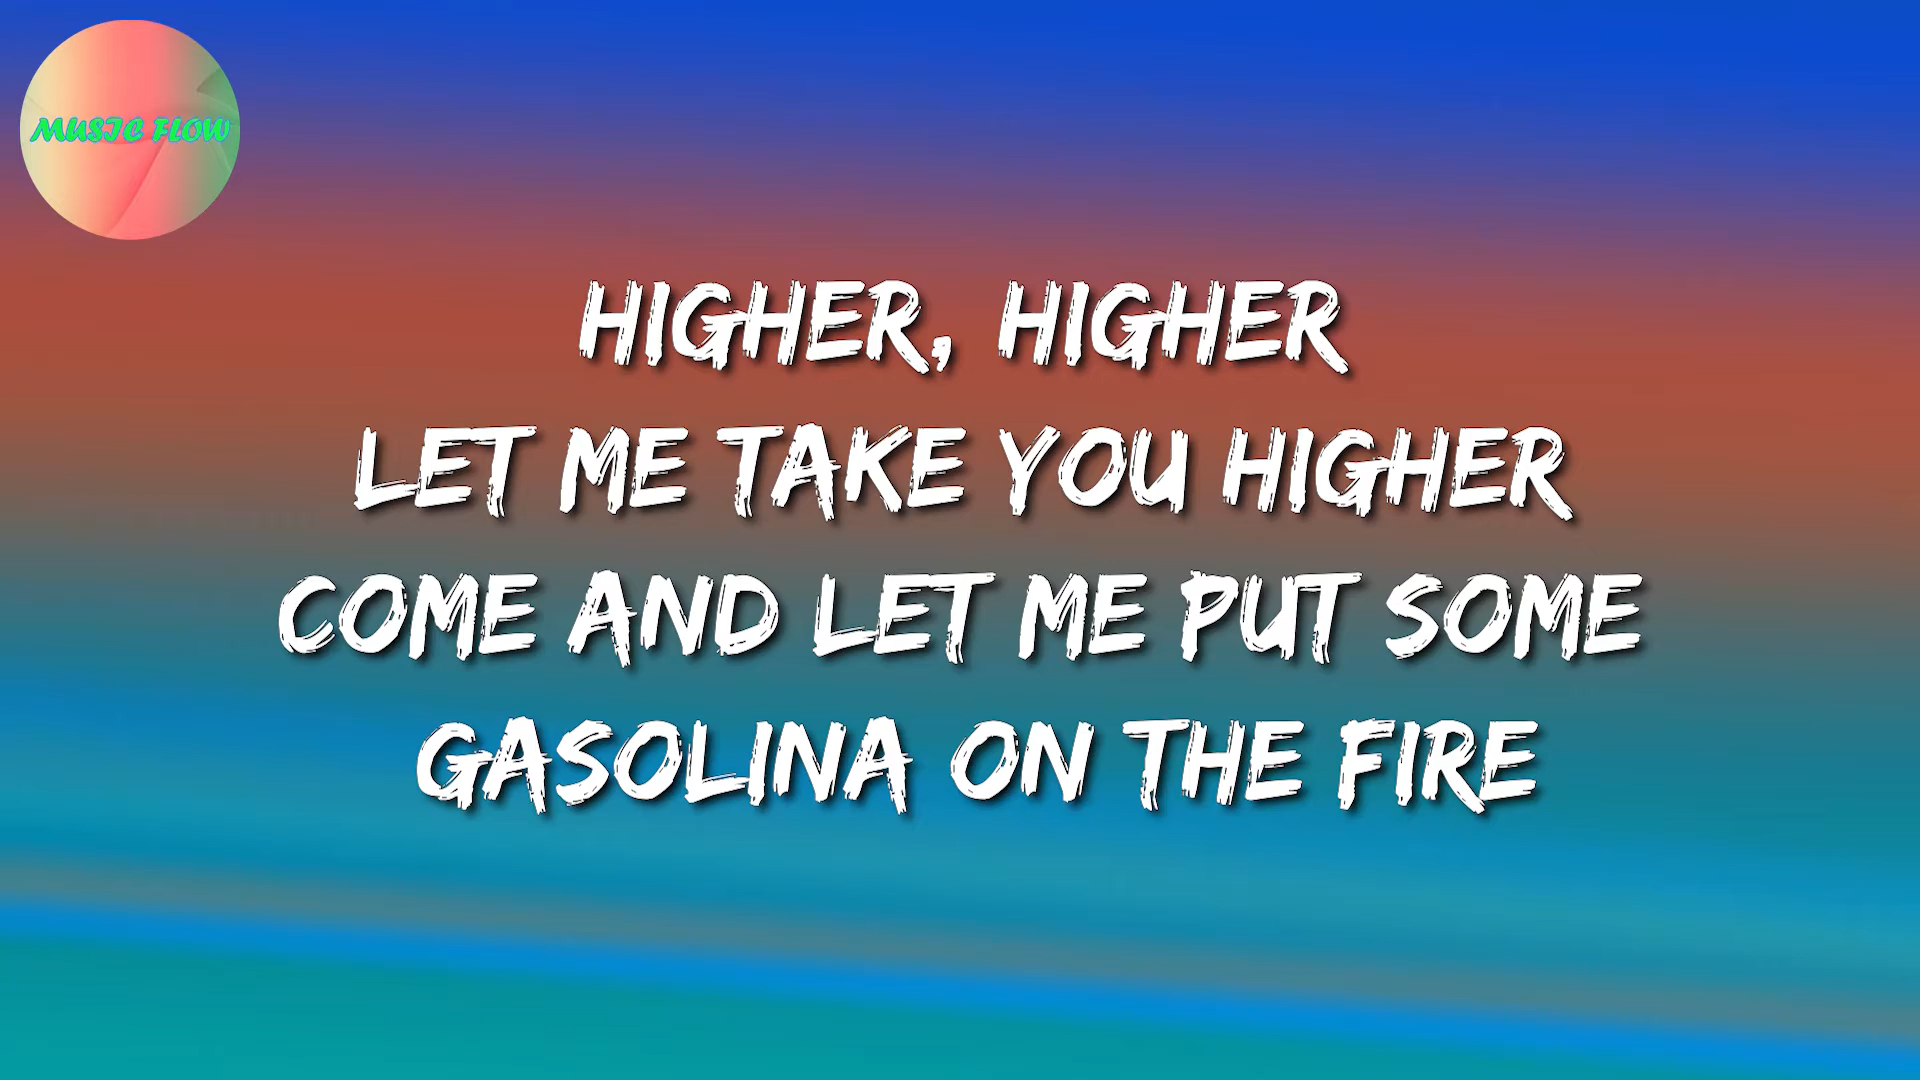 MUSIC FLOW
HIGHER, HIGHER
LET ME TAKE YOU HIGHER
COME AND LET ME PUT SOME
GASOLINA ON THE FIRE